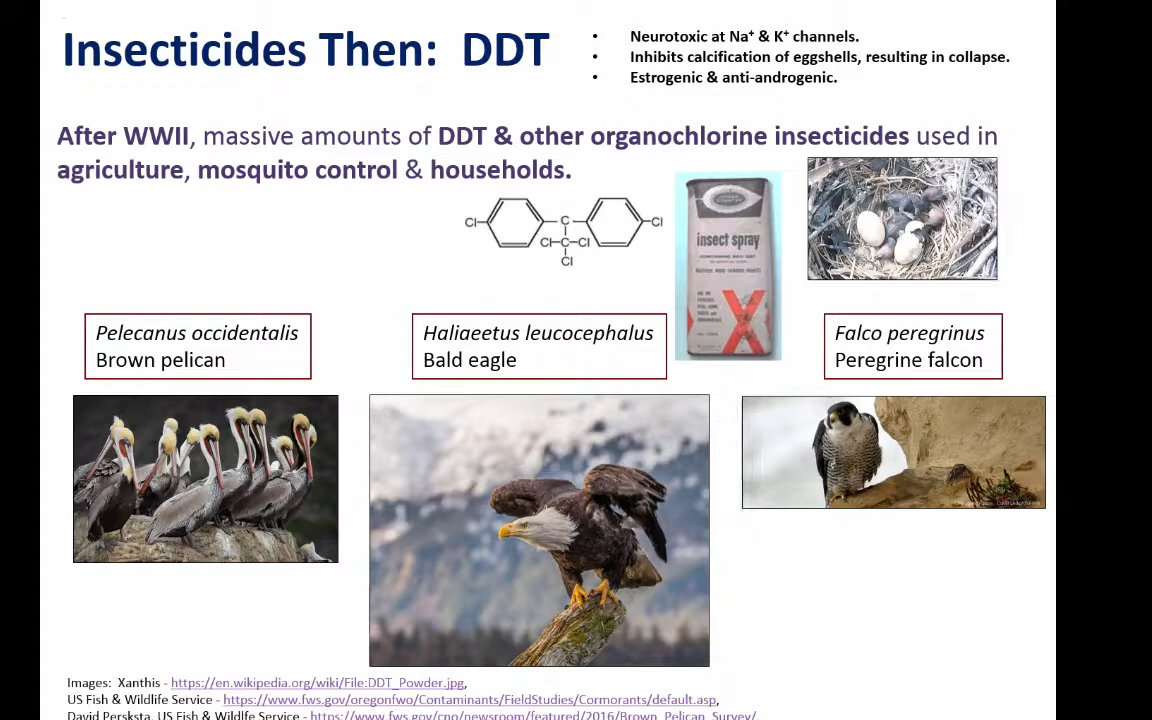 Insecticides Then: DDT
• Neurotoxic at Na⁺ & K⁺ channels.
• Inhibits calcification of eggshells, resulting in collapse.
• Estrogenic & anti-androgenic.
After WWII, massive amounts of DDT & other organochlorine insecticides used in
agriculture, mosquito control & households.
Cl
C
Cl
Cl-C-Cl
Cl
insect spray
X
Pelecanus occidentalis
Brown pelican
Haliaeetus leucocephalus
Bald eagle
Falco peregrinus
Peregrine falcon
Images: Xanthis - https://en.wikipedia.org/wiki/File:DDT_Powder.jpg,
US Fish & Wildlife Service - https://www.fws.gov/oregonfwo/Contaminants/FieldStudies/Cormorants/default.asp,
David Persksta, US Fish & Wildlfe Service - https://www.fws.gov/cno/newsroom/featured/2016/Brown_Pelican_Survey/,